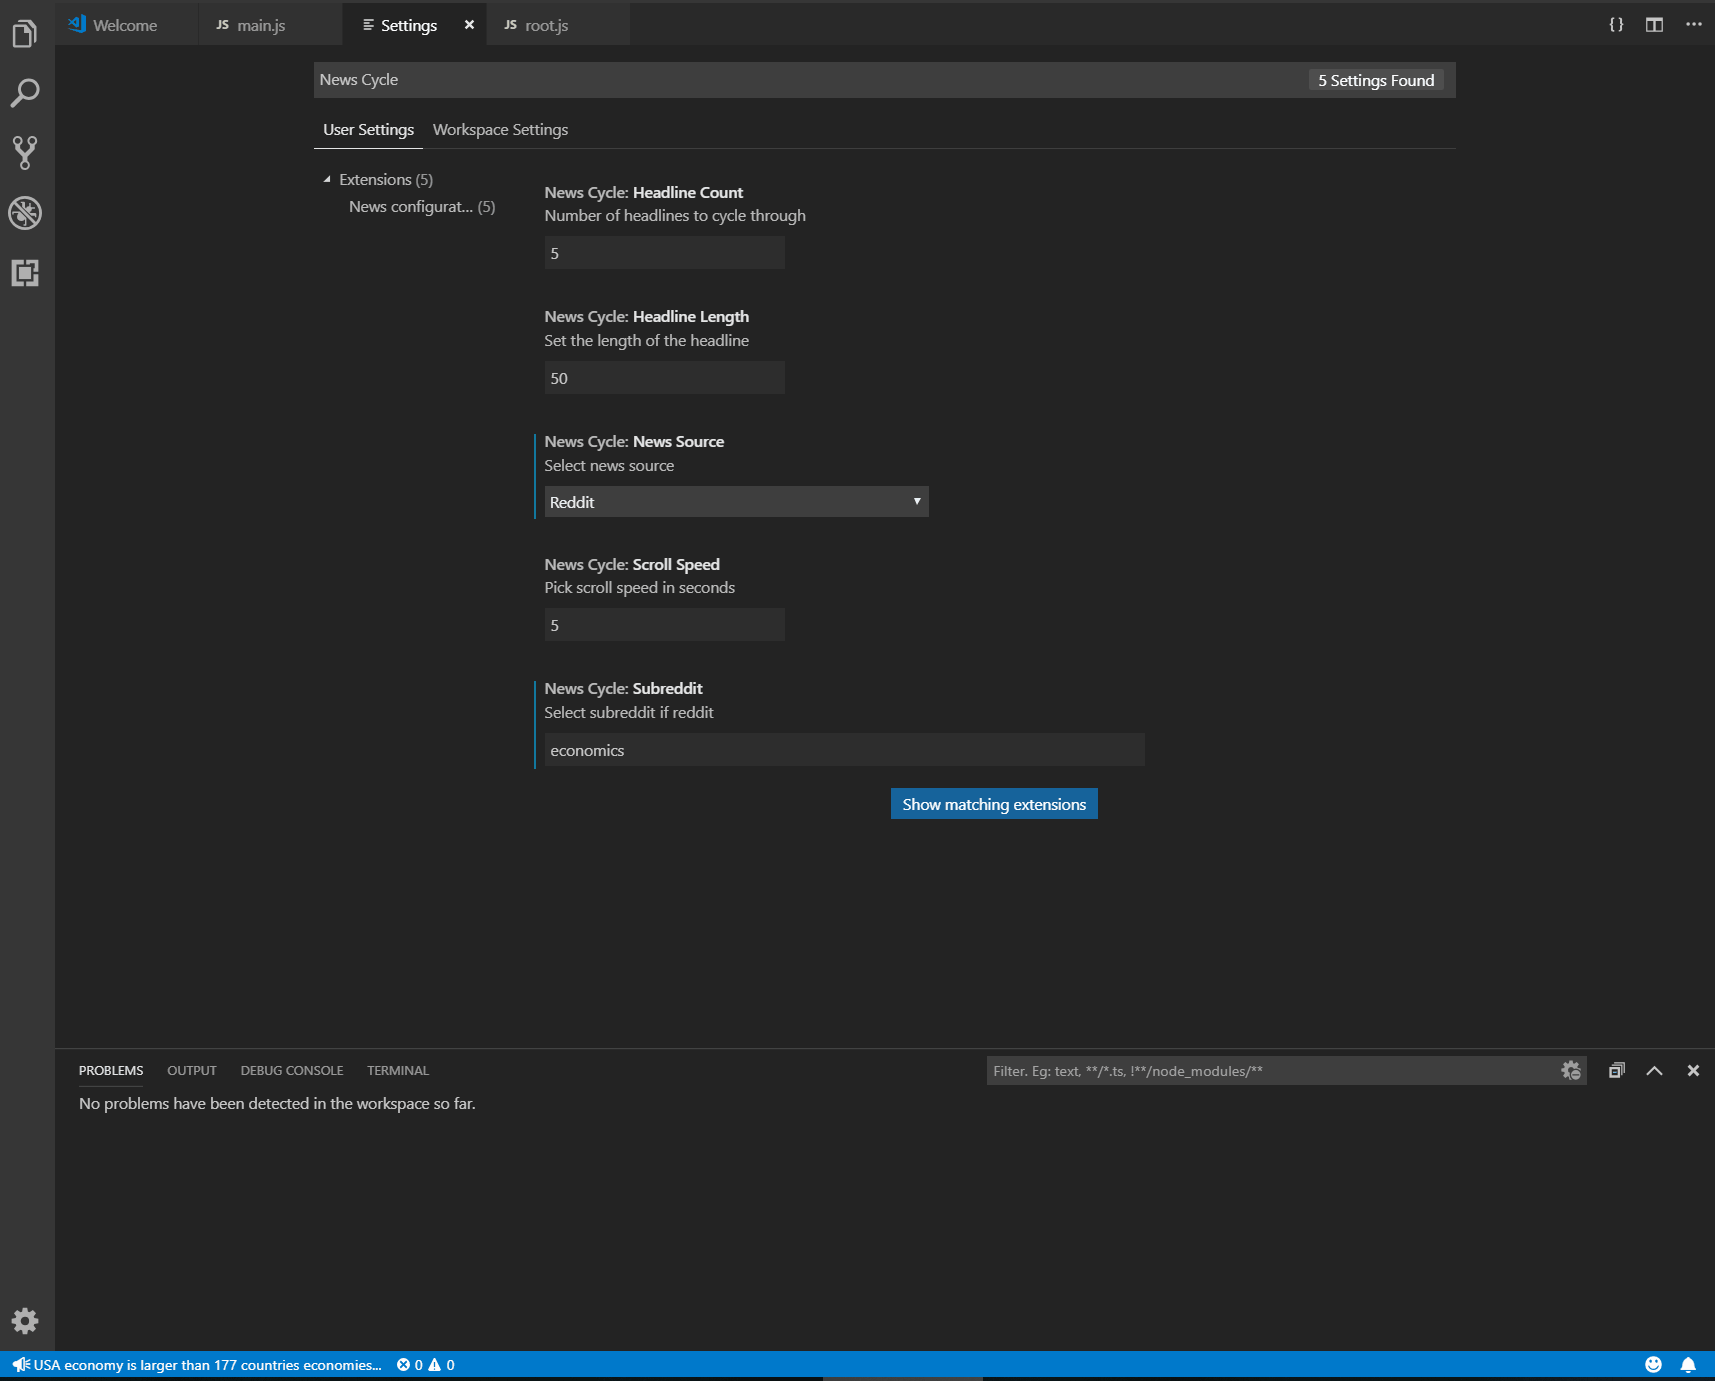 Welcome
JS main.js
Settings
JS root.js
News Cycle
5 Settings Found
User Settings
Workspace Settings
Extensions (5)
News configurat... (5)
News Cycle: Headline Count
Number of headlines to cycle through
5
News Cycle: Headline Length
Set the length of the headline
50
News Cycle: News Source
Select news source
Reddit
News Cycle: Scroll Speed
Pick scroll speed in seconds
5
News Cycle: Subreddit
Select subreddit if reddit
economics
Show matching extensions
PROBLEMS
OUTPUT
DEBUG CONSOLE
TERMINAL
Filter. Eg: text, **/*.ts, !**/node_modules/**
No problems have been detected in the workspace so far.
USA economy is larger than 177 countries economies... 0 0